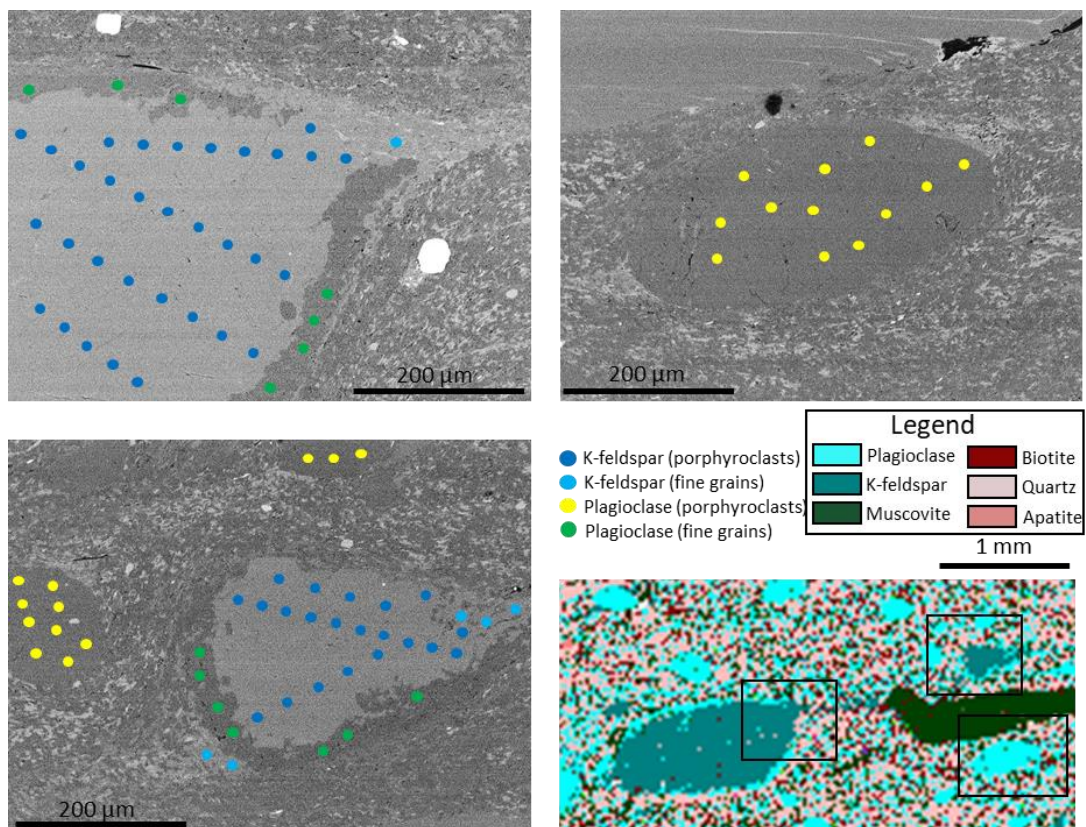 200 µm
200 µm
Legend
Plagioclase
Biotite
K-feldspar
Quartz
Muscovite
Apatite
K-feldspar (porphyroclasts)
K-feldspar (fine grains)
Plagioclase (porphyroclasts)
Plagioclase (fine grains)
1 mm
200 µm